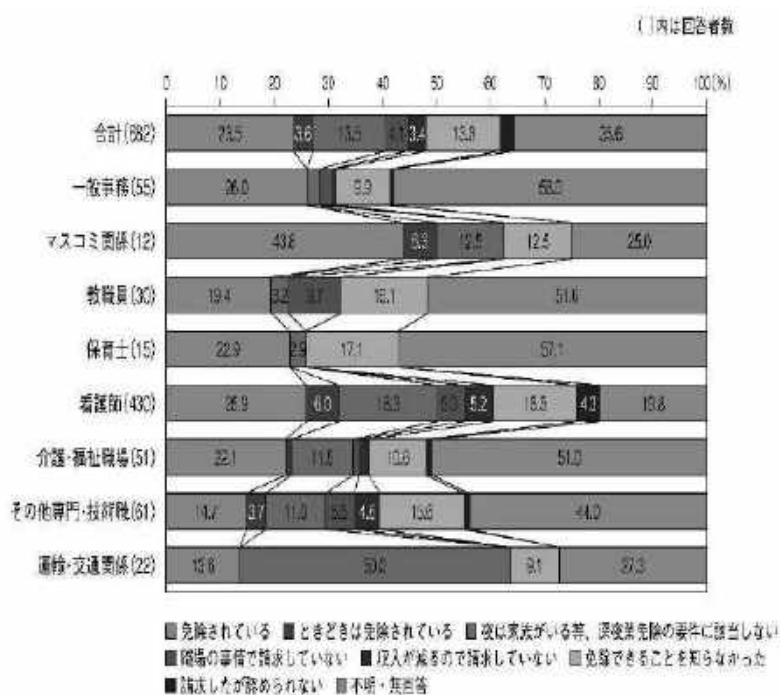 ( )内は回答者数
0 10 20 30 40 50 60 70 80 90 100(%)
合計(682) 23.5 13.5 4.1 3.4 13.8
一般事務(55) 26.0 9.9 58.0
マスコミ関係(12) 43.8 6.3 12.5 12.5 25.0
教職員(30) 19.4 3.2 9.7 16.1 51.6
保育士(15) 22.9 2.9 17.1 57.1
看護師(430) 6.0 18.3 5.2 4.3 19.8
介護・福祉職場(51) 22.1 11.5 10.6 51.0
その他専門・技術職(61) 14.7 3.7 11.0 5.5 4.6 15.6 44.0
運輸・交通関係(22) 13.6 50.0 9.1 27.3
免除されている ときどきは免除されている 夜は家族がいる等、深夜業免除の要件に該当しない
職場の事情で請求していない 収入が減るので請求していない 免除できることを知らなかった
請求したが認められない 不明・無回答